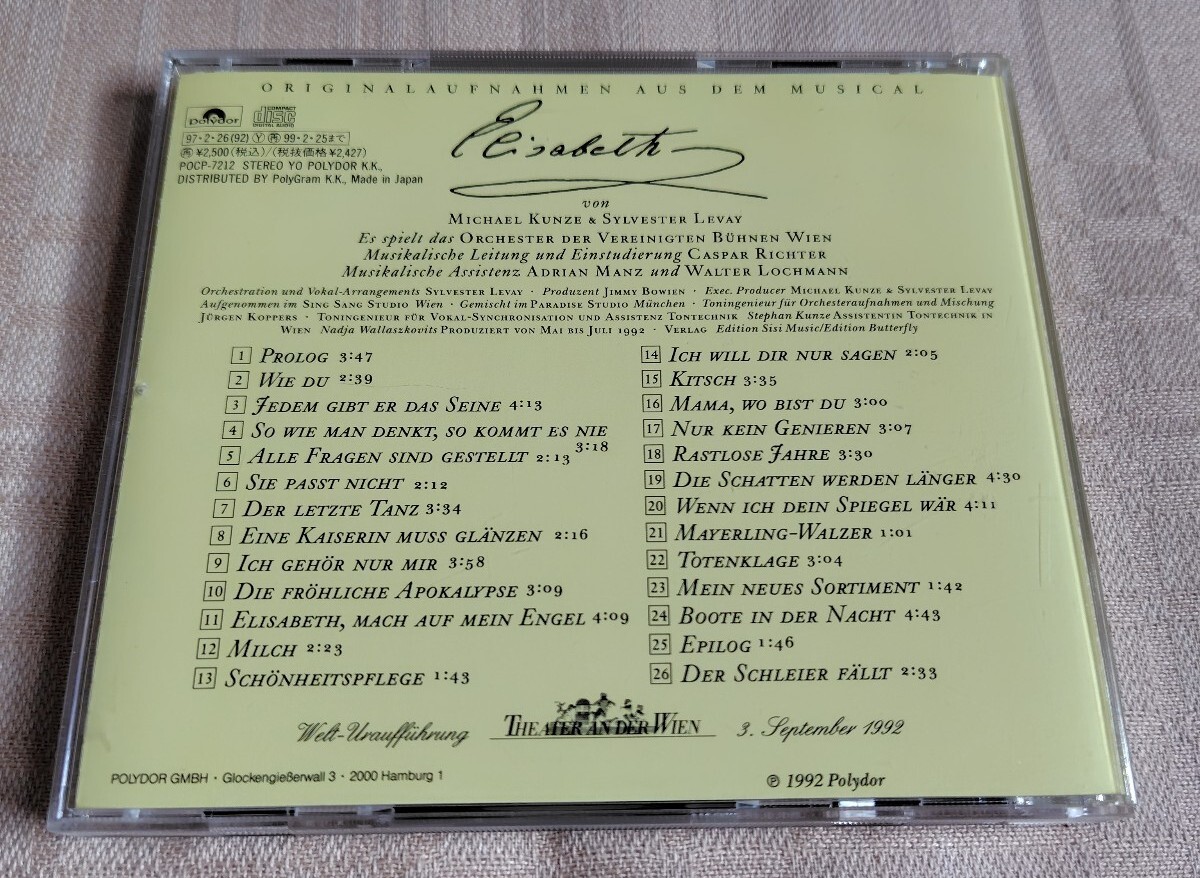 ORIGINALAUFNAHMEN AUS DEM MUSICAL
polydor COMPACT disc DIGITAL AUDIO
97・2・26(92) Ⓨ 再 99・2・25まで
再 ¥2,500(税込)/(税抜価格¥2,427)
POCP-7212 STEREO YO POLYDOR K.K.,
DISTRIBUTED BY PolyGram K.K., Made in Japan
Elisabeth
von
MICHAEL KUNZE & SYLVESTER LEVAY
Es spielt das ORCHESTER DER VEREINIGTEN BÜHNEN WIEN
Musikalische Leitung und Einstudierung CASPAR RICHTER
Musikalische Assistenz ADRIAN MANZ und WALTER LOCHMANN
Orchestration und Vokal-Arrangements SYLVESTER LEVAY · Produzent JIMMY BOWIEN · Exec. Producer MICHAEL KUNZE & SYLVESTER LEVAY
Aufgenommen im SING SANG STUDIO WIEN · Gemischt im PARADISE STUDIO MÜNCHEN · Toningenieur für Orchesteraufnahmen und Mischung
JÜRGEN KOPPERS · TONINGENIEUR FÜR VOKAL-SYNCHRONISATION UND ASSISTENZ TONTECHNIK Stephan Kunze ASSISTENTIN TONTECHNIK IN
WIEN Nadja Wallaszkovits PRODUZIERT VON MAI BIS JULI 1992 · VERLAG Edition Sisi Music/Edition Butterfly
1 PROLOG 3:47
2 WIE DU 2:39
3 JEDEM GIBT ER DAS SEINE 4:13
4 SO WIE MAN DENKT, SO KOMMT ES NIE 3:18
5 ALLE FRAGEN SIND GESTELLT 2:13
6 SIE PASST NICHT 2:12
7 DER LETZTE TANZ 3:34
8 EINE KAISERIN MUSS GLÄNZEN 2:16
9 ICH GEHÖR NUR MIR 3:58
10 DIE FRÖHLICHE APOKALYPSE 3:09
11 ELISABETH, MACH AUF MEIN ENGEL 4:09
12 MILCH 2:23
13 SCHÖNHEITSPFLEGE 1:43
14 ICH WILL DIR NUR SAGEN 2:05
15 KITSCH 3:35
16 MAMA, WO BIST DU 3:00
17 NUR KEIN GENIEREN 3:07
18 RASTLOSE JAHRE 3:30
19 DIE SCHATTEN WERDEN LÄNGER 4:30
20 WENN ICH DEIN SPIEGEL WÄR 4:11
21 MAYERLING-WALZER 1:01
22 TOTENKLAGE 3:04
23 MEIN NEUES SORTIMENT 1:42
24 BOOTE IN DER NACHT 4:43
25 EPILOG 1:46
26 DER SCHLEIER FÄLLT 2:33
Welt-Uraufführung THEATER AN DER WIEN 3. September 1992
POLYDOR GMBH · Glockengießerwall 3 · 2000 Hamburg 1
℗ 1992 Polydor